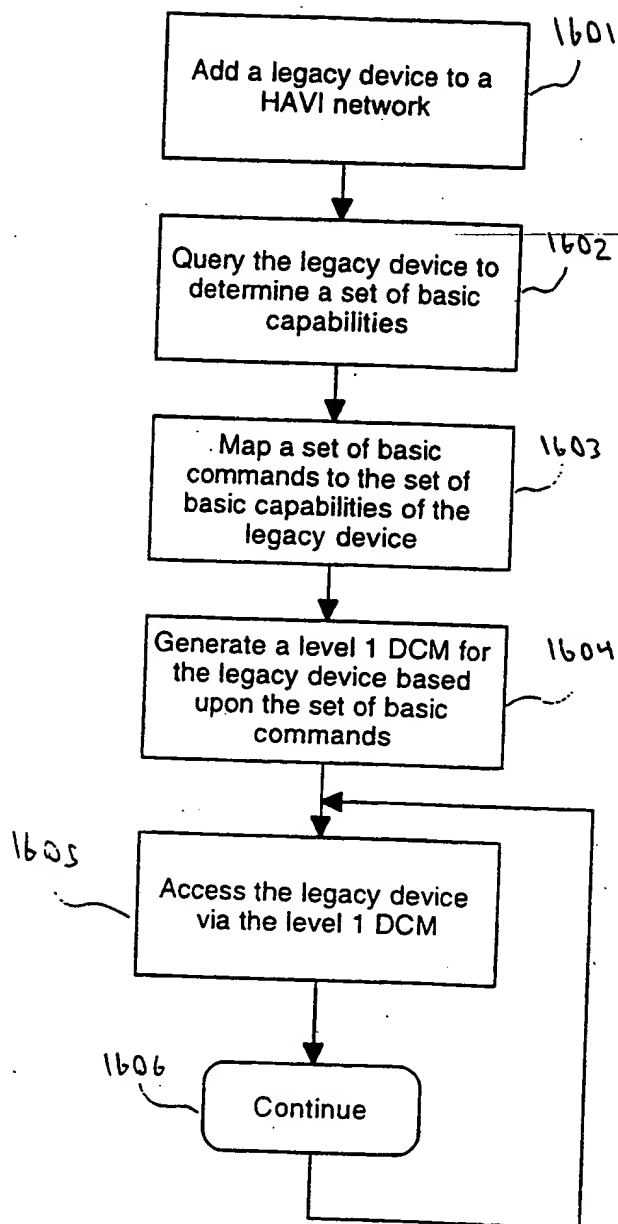 1601
Add a legacy device to a
HAVI network
1602
Query the legacy device to
determine a set of basic
capabilities
1603
Map a set of basic
commands to the set of
basic capabilities of the
legacy device
1604
Generate a level 1 DCM for
the legacy device based
upon the set of basic
commands
1605
Access the legacy device
via the level 1 DCM
1606
Continue